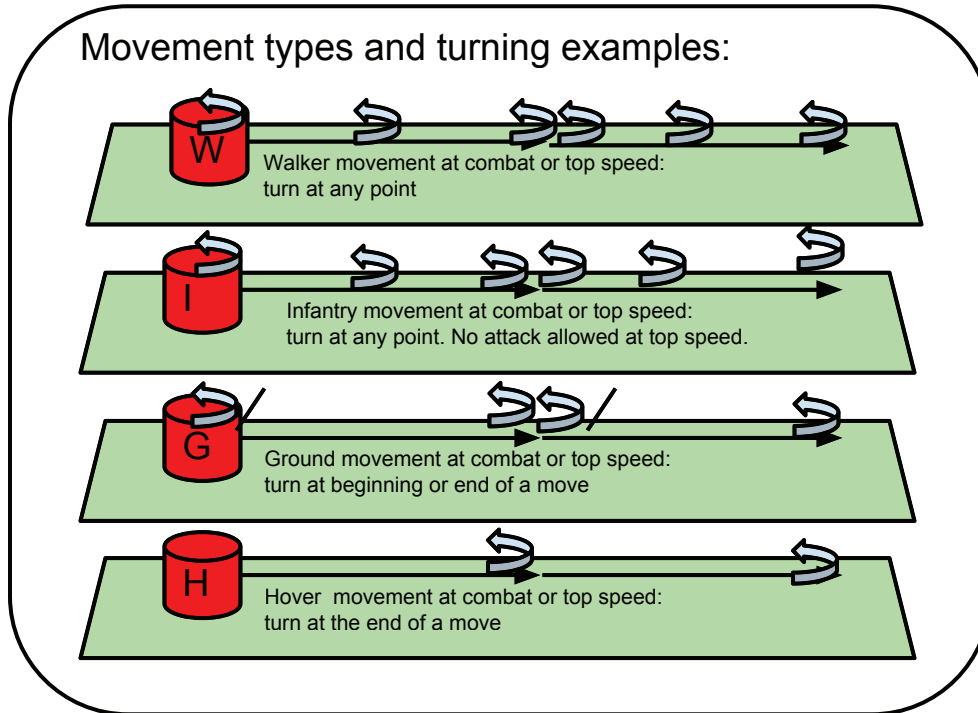 Movement types and turning examples:
W
Walker movement at combat or top speed:
turn at any point
I
Infantry movement at combat or top speed:
turn at any point. No attack allowed at top speed.
G
Ground movement at combat or top speed:
turn at beginning or end of a move
H
Hover  movement at combat or top speed:
turn at the end of a move